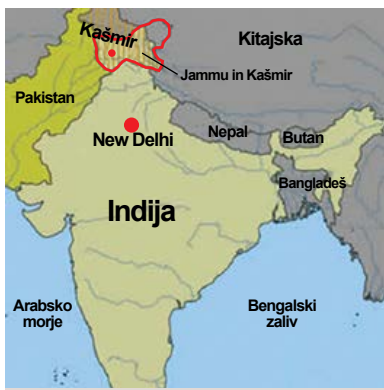 Kašmir
Kitajska
Jammu in Kašmir
Pakistan
Nepal
Butan
New Delhi
Bangladeš
Indija
Arabsko
morje
Bengalski
zaliv